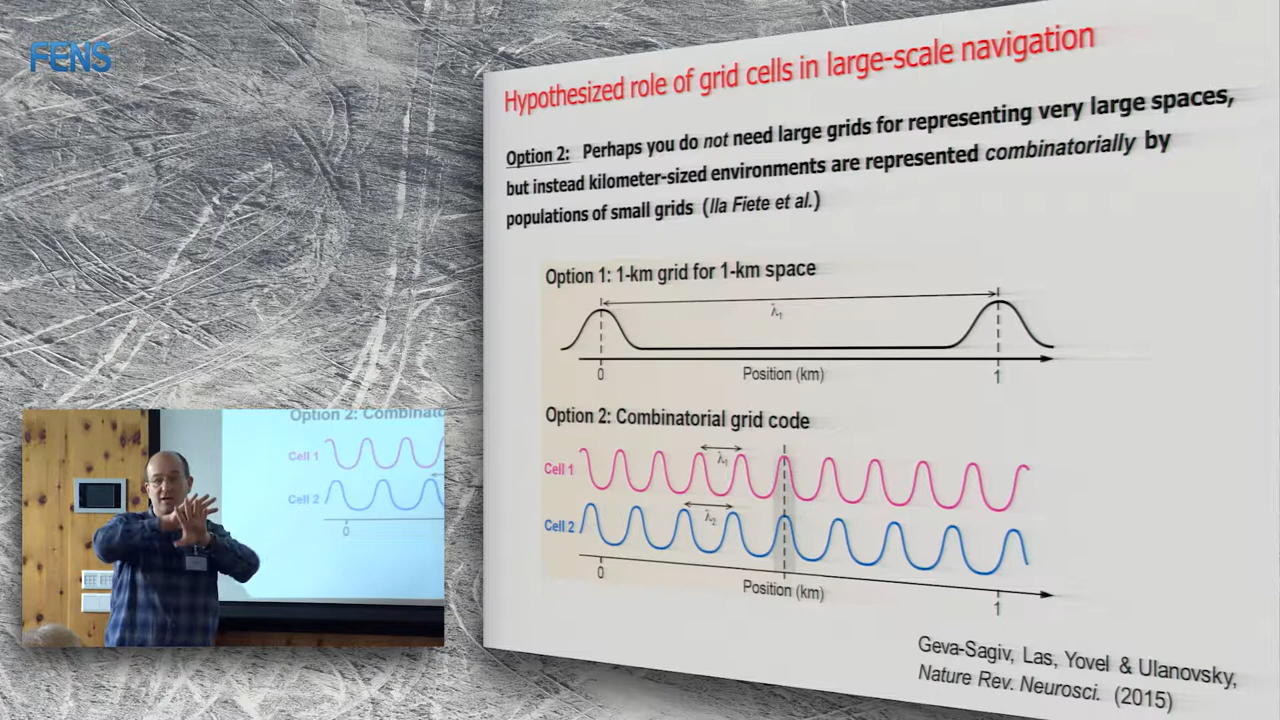 FENS
Hypothesized role of grid cells in large-scale navigation
Option 2: Perhaps you do not need large grids for representing very large spaces,
but instead kilometer-sized environments are represented combinatorially by
populations of small grids (Ila Fiete et al.)
Option 1: 1-km grid for 1-km space
λ₁
0
Position (km)
1
Option 2: Combinatorial grid code
Cell 1
λ₁
Cell 2
λ₂
0
Position (km)
1
Geva-Sagiv, Las, Yovel & Ulanovsky,
Nature Rev. Neurosci. (2015)
Option 2: Combinato
Cell 1
Cell 2
0